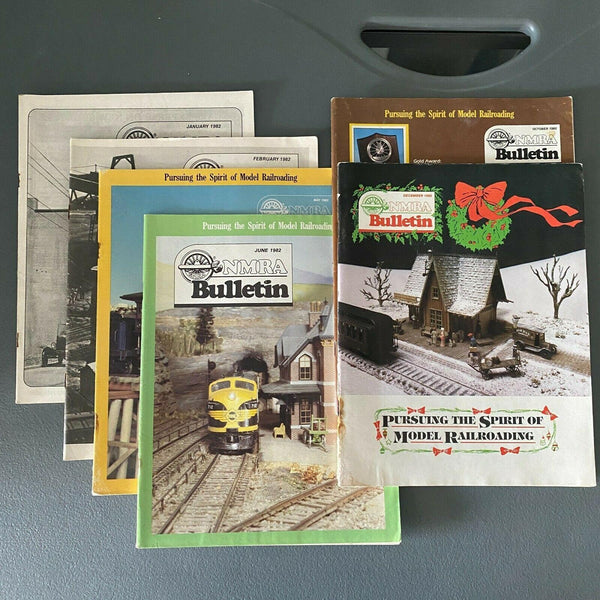 JANUARY 1982
FEBRUARY 1982
Pursuing the Spirit of Model Railroading
MAY 1982
NMRA
Pursuing the Spirit of Model Railroading
JUNE 1982
NMRA
Bulletin
Pursuing the Spirit of Model Railroading
OCTOBER 1982
Gold Award:
NMRA
Bulletin
DECEMBER 1982
NMRA
Bulletin
PURSUING THE SPIRIT OF
MODEL RAILROADING